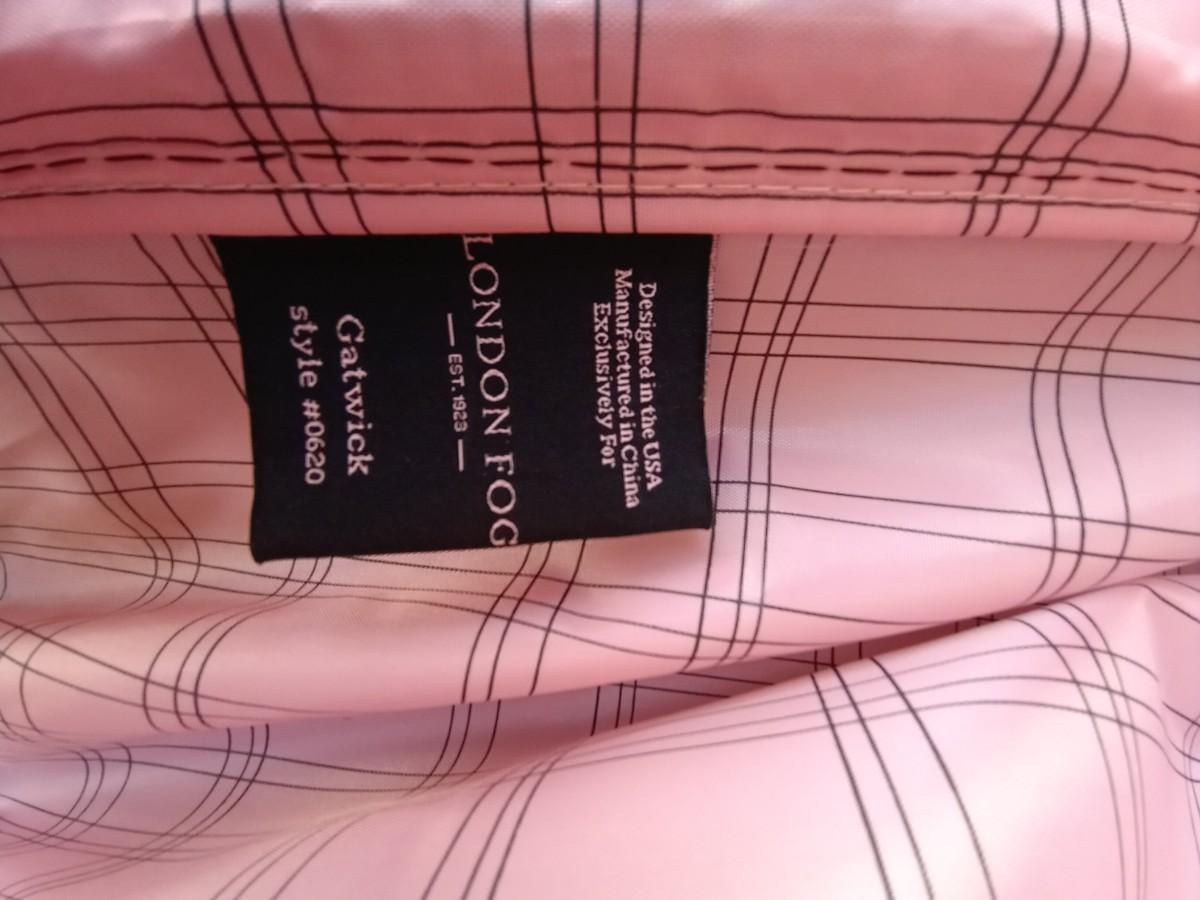 Designed in the USA
Manufactured in China
Exclusively For
LONDON FOG
— EST. 1923 —
Gatwick
style #0620